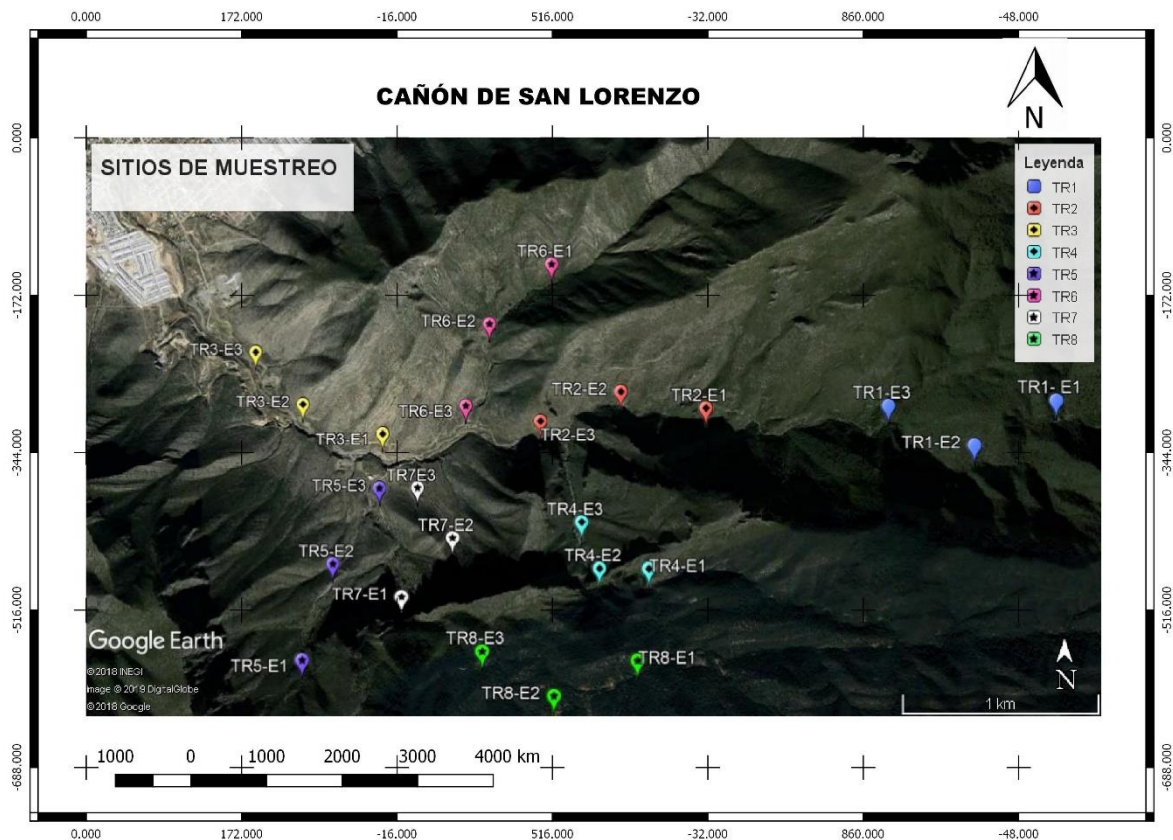 0.000 172.000 -16.000 516.000 -32.000 860.000 -48.000
CAÑÓN DE SAN LORENZO
N
0.000 0.000
SITIOS DE MUESTREO
Leyenda
TR1
TR2
TR3
TR4
TR5
TR6
TR7
TR8
TR6-E1
-172.000 -172.000
TR6-E2
TR3-E3
TR2-E2
TR2-E1
TR1-E3
TR1- E1
TR3-E2
TR6-E3
TR3-E1
TR2-E3
TR1-E2
-344.000 -344.000
TR7E3
TR5-E3
TR4-E3
TR7-E2
TR5-E2
TR4-E2
TR4-E1
TR7-E1
-516.000 -516.000
Google Earth
TR8-E3
TR5-E1
TR8-E1
©2018 INEGI
Image © 2019 DigitalGlobe
©2018 Google
TR8-E2
N
1 km
1000 0 1000 2000 3000 4000 km
-688.000 -688.000
0.000 172.000 -16.000 516.000 -32.000 860.000 -48.000